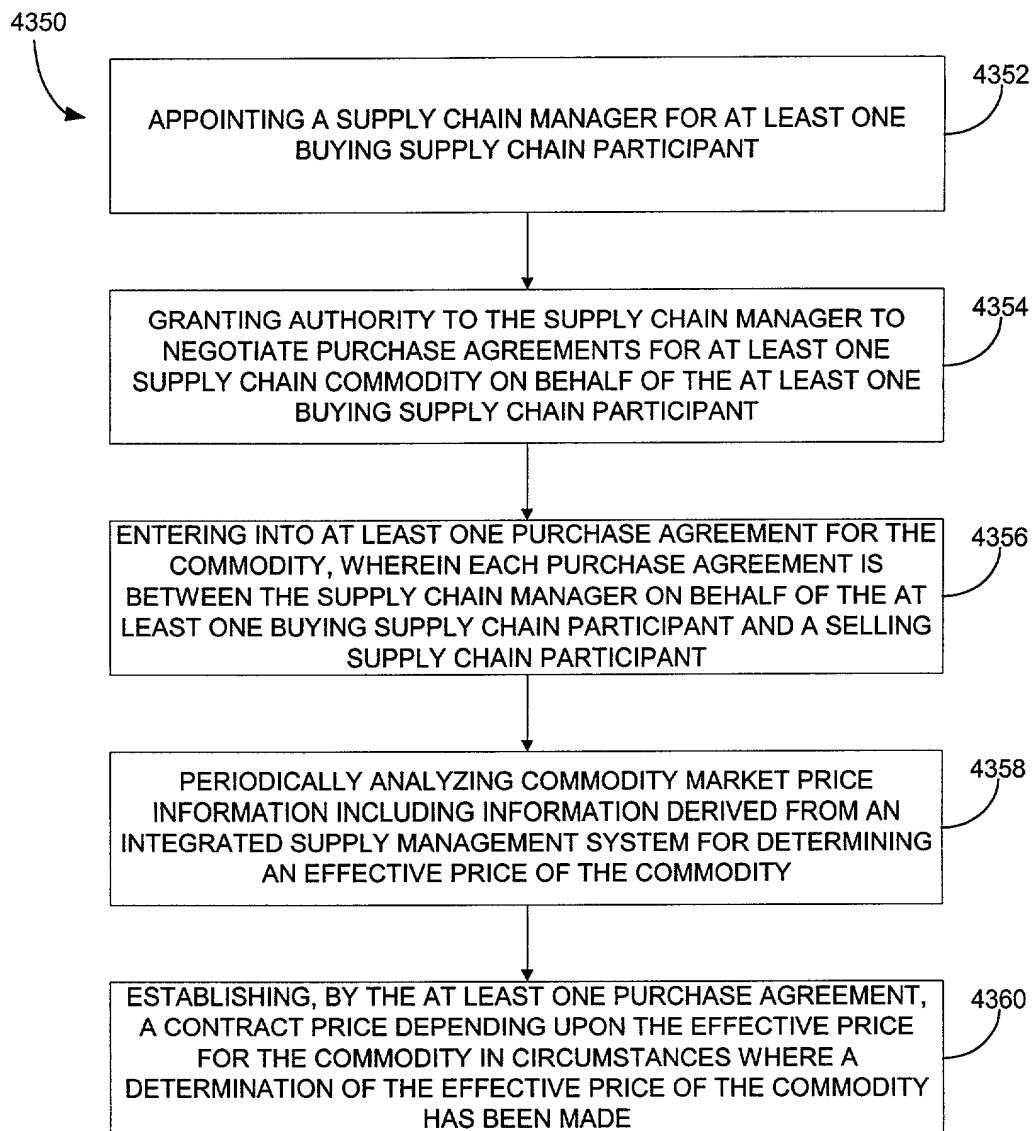 4350
APPOINTING A SUPPLY CHAIN MANAGER FOR AT LEAST ONE
BUYING SUPPLY CHAIN PARTICIPANT
4352
GRANTING AUTHORITY TO THE SUPPLY CHAIN MANAGER TO
NEGOTIATE PURCHASE AGREEMENTS FOR AT LEAST ONE
SUPPLY CHAIN COMMODITY ON BEHALF OF THE AT LEAST ONE
BUYING SUPPLY CHAIN PARTICIPANT
4354
ENTERING INTO AT LEAST ONE PURCHASE AGREEMENT FOR THE
COMMODITY, WHEREIN EACH PURCHASE AGREEMENT IS
BETWEEN THE SUPPLY CHAIN MANAGER ON BEHALF OF THE AT
LEAST ONE BUYING SUPPLY CHAIN PARTICIPANT AND A SELLING
SUPPLY CHAIN PARTICIPANT
4356
PERIODICALLY ANALYZING COMMODITY MARKET PRICE
INFORMATION INCLUDING INFORMATION DERIVED FROM AN
INTEGRATED SUPPLY MANAGEMENT SYSTEM FOR DETERMINING
AN EFFECTIVE PRICE OF THE COMMODITY
4358
ESTABLISHING, BY THE AT LEAST ONE PURCHASE AGREEMENT,
A CONTRACT PRICE DEPENDING UPON THE EFFECTIVE PRICE
FOR THE COMMODITY IN CIRCUMSTANCES WHERE A
DETERMINATION OF THE EFFECTIVE PRICE OF THE COMMODITY
HAS BEEN MADE
4360